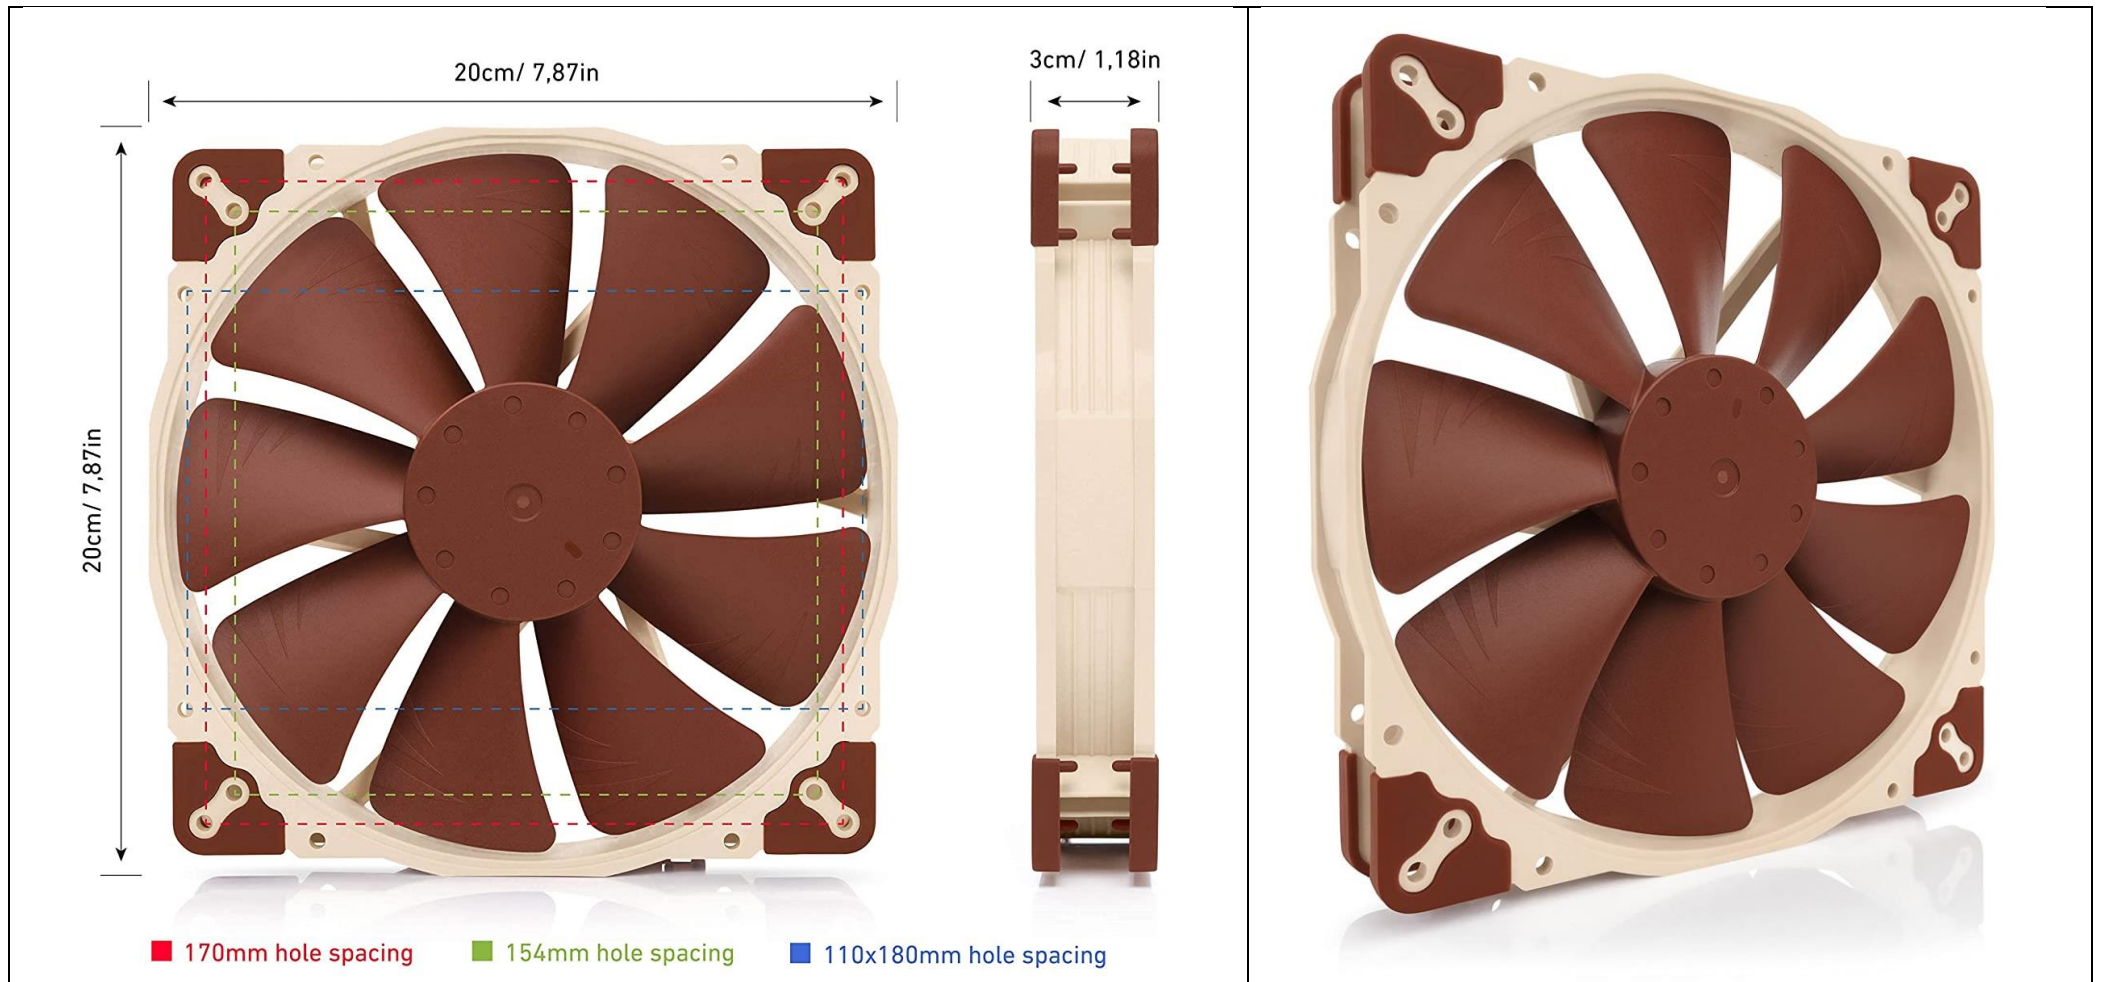 20cm/ 7,87in
3cm/ 1,18in
20cm/ 7,87in
170mm hole spacing
154mm hole spacing
110x180mm hole spacing